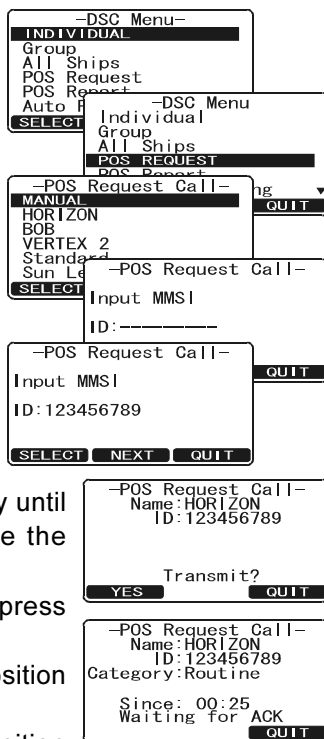 –DSC Menu–
INDIVIDUAL
Group
All Ships
POS Request
POS Report
Auto
SELECT
–DSC Menu
Individual
Group
All Ships
POS REQUEST
POS Report
ng
QUIT
–POS Request Call–
MANUAL
HORIZON
BOB
VERTEX 2
Standard
Sun
SELECT
–POS Request Call–
Input MMSI
ID:–––––––––
QUIT
–POS Request Call–
Input MMSI
ID:123456789
SELECT NEXT QUIT
y until
e the
press
sition
sition
–POS Request Call–
Name:HORIZON
ID:123456789
Transmit?
YES QUIT
–POS Request Call–
Name:HORIZON
ID:123456789
Category:Routine
Since: 00:25
Waiting for ACK
QUIT